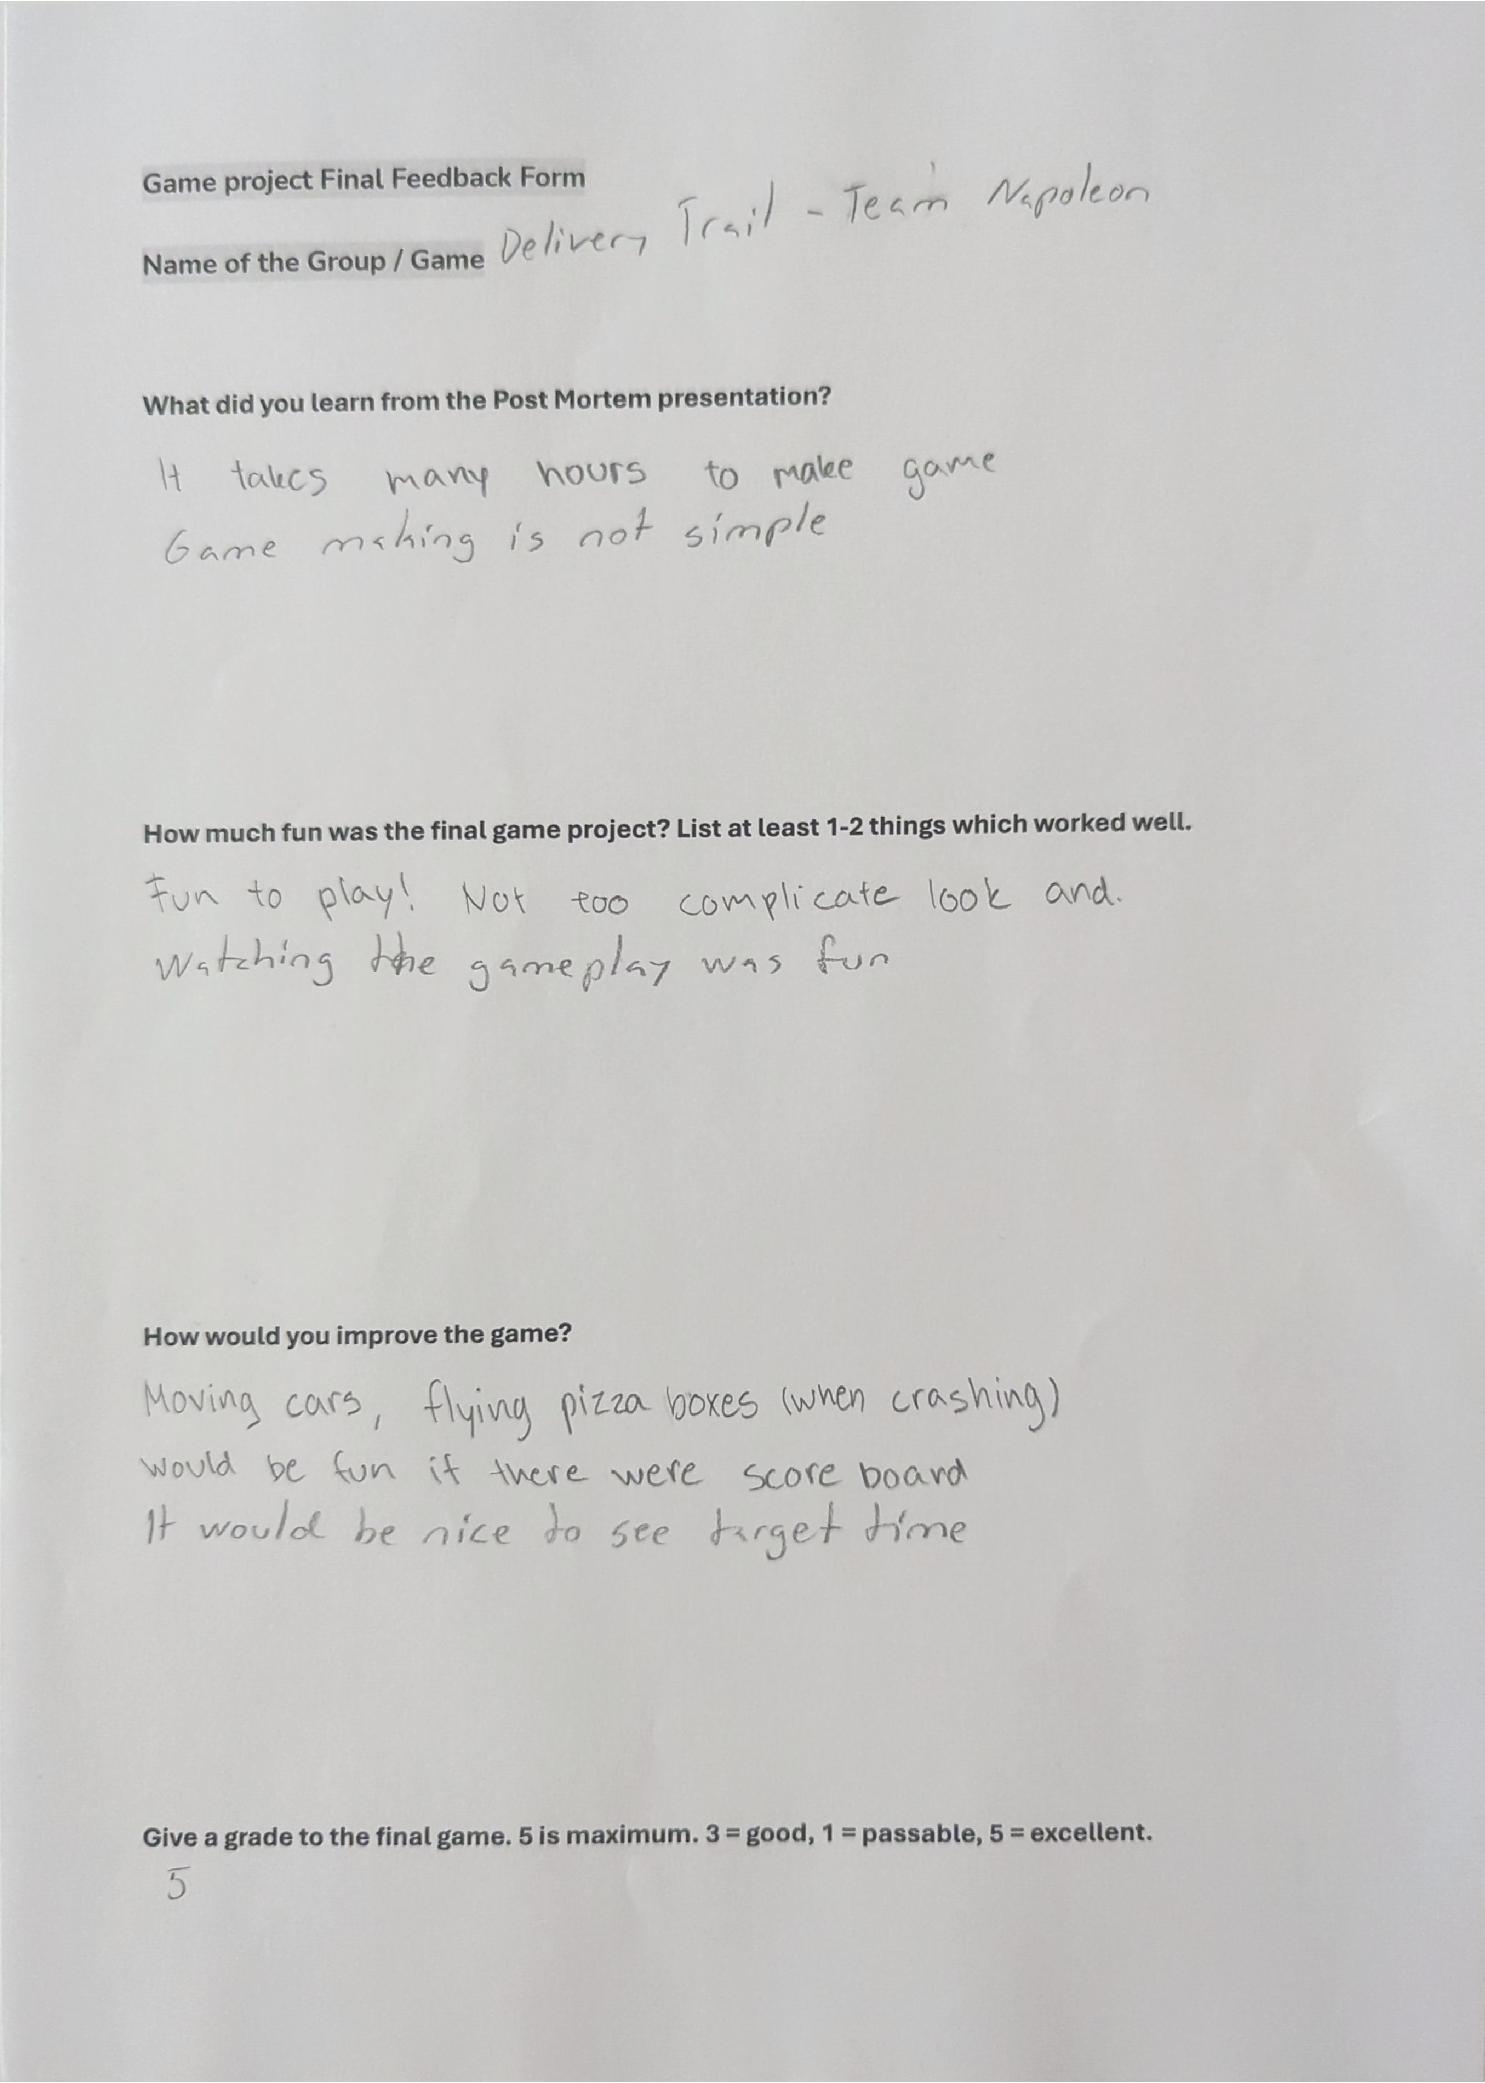 Game project Final Feedback Form
Name of the Group / Game Delivery Trail - Team Napoleon
What did you learn from the Post Mortem presentation?
It takes many hours to make game
Game making is not simple
How much fun was the final game project? List at least 1-2 things which worked well.
Fun to play! Not too complicate look and.
Watching the gameplay was fun
How would you improve the game?
Moving cars, flying pizza boxes (when crashing)
would be fun if there were score board
It would be nice to see target time
Give a grade to the final game. 5 is maximum. 3 = good, 1 = passable, 5 = excellent.
5